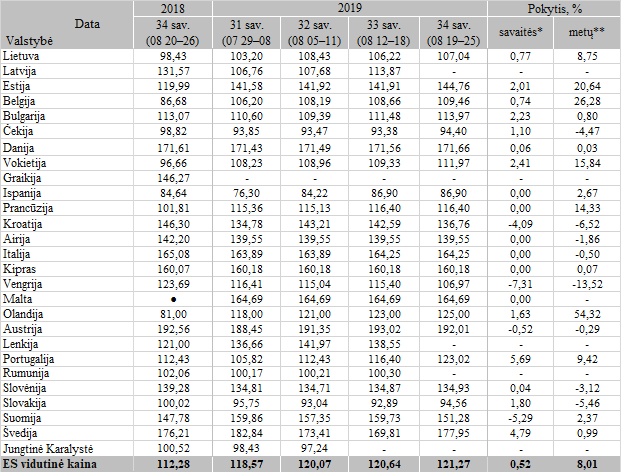 Data 2018 2019 Pokytis, %
Valstybė 34 sav. (08 20–26) 31 sav. (07 29–08 32 sav. (08 05–11) 33 sav. (08 12–18) 34 sav. (08 19–25) savaitės* metų**
Lietuva 98,43 103,20 108,43 106,22 107,04 0,77 8,75
Latvija 131,57 106,76 107,68 113,87 - - -
Estija 119,99 141,58 141,92 141,91 144,76 2,01 20,64
Belgija 86,68 106,20 108,19 108,66 109,46 0,74 26,28
Bulgarija 113,07 110,60 109,39 111,48 113,97 2,23 0,80
Čekija 98,82 93,85 93,47 93,38 94,40 1,10 -4,47
Danija 171,61 171,43 171,49 171,56 171,66 0,06 0,03
Vokietija 96,66 108,23 108,96 109,33 111,97 2,41 15,84
Graikija 146,27 - - - - - -
Ispanija 84,64 76,30 84,22 86,90 86,90 0,00 2,67
Prancūzija 101,81 115,36 115,13 116,40 116,40 0,00 14,33
Kroatija 146,30 134,78 143,21 142,59 136,76 -4,09 -6,52
Airija 142,20 139,55 139,55 139,55 139,55 0,00 -1,86
Italija 165,08 163,89 163,89 164,25 164,25 0,00 -0,50
Kipras 160,07 160,18 160,18 160,18 160,18 0,00 0,07
Vengrija 123,69 116,41 115,04 115,40 106,97 -7,31 -13,52
Malta ● 164,69 164,69 164,69 164,69 0,00 -
Olandija 81,00 118,00 121,00 123,00 125,00 1,63 54,32
Austrija 192,56 188,45 191,35 193,02 192,01 -0,52 -0,29
Lenkija 121,00 136,66 141,97 138,55 - - -
Portugalija 112,43 105,82 112,43 116,40 123,02 5,69 9,42
Rumunija 102,06 100,17 100,21 100,30 - - -
Slovėnija 139,28 134,81 134,71 134,87 134,93 0,04 -3,12
Slovakija 100,02 95,75 93,04 92,89 94,56 1,80 -5,46
Suomija 147,78 159,86 157,35 159,73 151,28 -5,29 2,37
Švedija 176,21 182,84 173,41 169,81 177,95 4,79 0,99
Jungtinė Karalystė 100,52 98,43 97,24 - - - -
ES vidutinė kaina 112,28 118,57 120,07 120,64 121,27 0,52 8,01